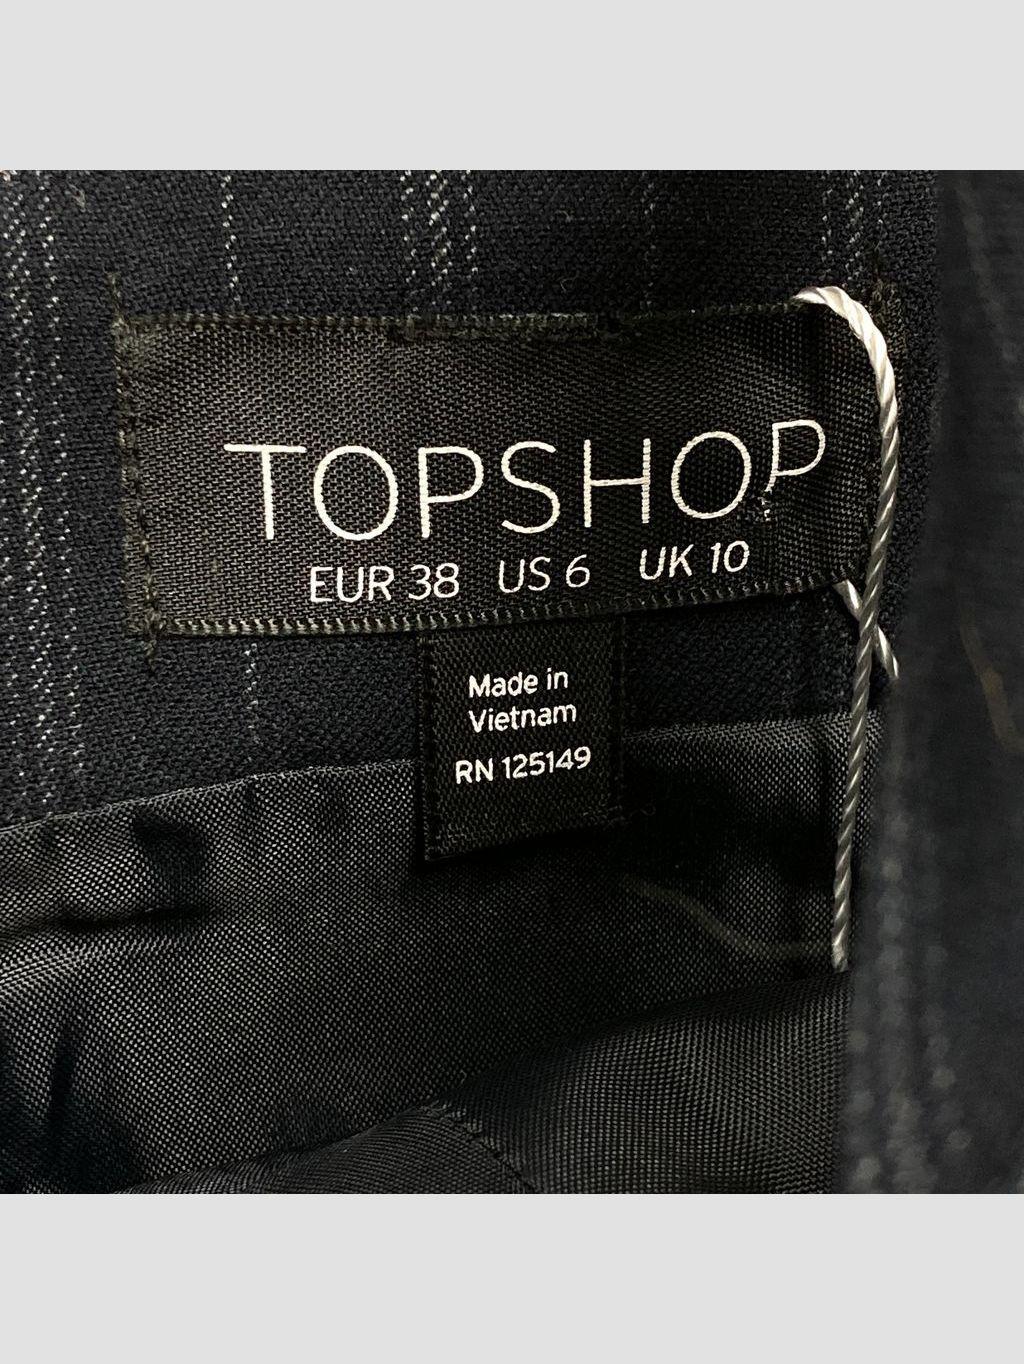 TOPSHOP
EUR 38 US 6 UK 10
Made in
Vietnam
RN 125149